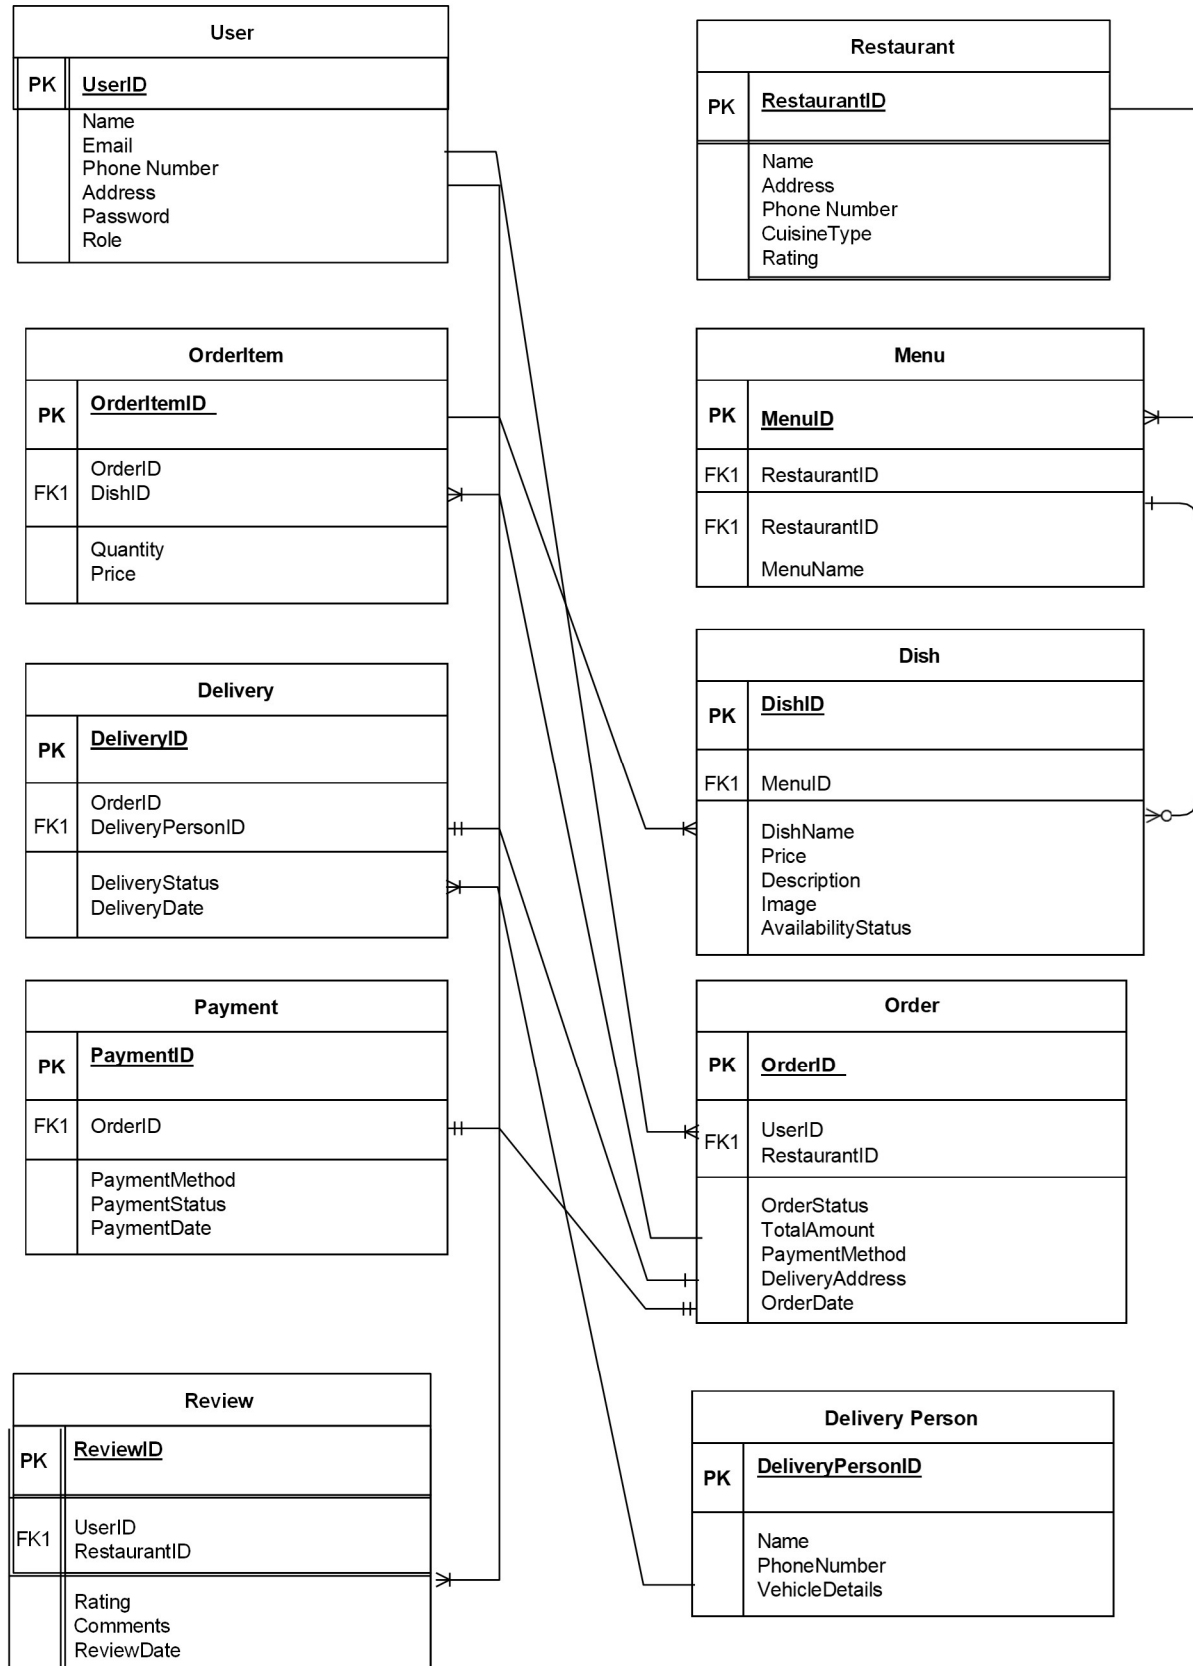 User
PK UserID
Name
Email
Phone Number
Address
Password
Role
Restaurant
PK RestaurantID
Name
Address
Phone Number
CuisineType
Rating
OrderItem
PK OrderItemID
OrderID
FK1 DishID
Quantity
Price
Menu
PK MenuID
FK1 RestaurantID
FK1 RestaurantID
MenuName
Delivery
PK DeliveryID
OrderID
FK1 DeliveryPersonID
DeliveryStatus
DeliveryDate
Dish
PK DishID
FK1 MenuID
DishName
Price
Description
Image
AvailabilityStatus
Payment
PK PaymentID
FK1 OrderID
PaymentMethod
PaymentStatus
PaymentDate
Order
PK OrderID
UserID
FK1 RestaurantID
OrderStatus
TotalAmount
PaymentMethod
DeliveryAddress
OrderDate
Review
PK ReviewID
UserID
FK1 RestaurantID
Rating
Comments
ReviewDate
Delivery Person
PK DeliveryPersonID
Name
PhoneNumber
VehicleDetails